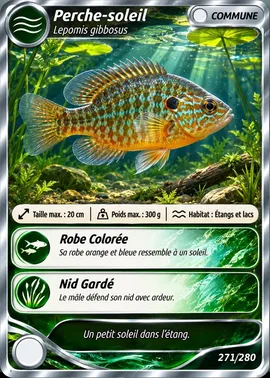 Perche-soleil
COMMUNE
Lepomis gibbosus
Taille max. : 20 cm | Poids max. : 300 g | Habitat : Étangs et lacs
Robe Colorée
Sa robe orange et bleue ressemble à un soleil.
Nid Gardé
Le mâle défend son nid avec ardeur.
Un petit soleil dans l'étang.
271/280